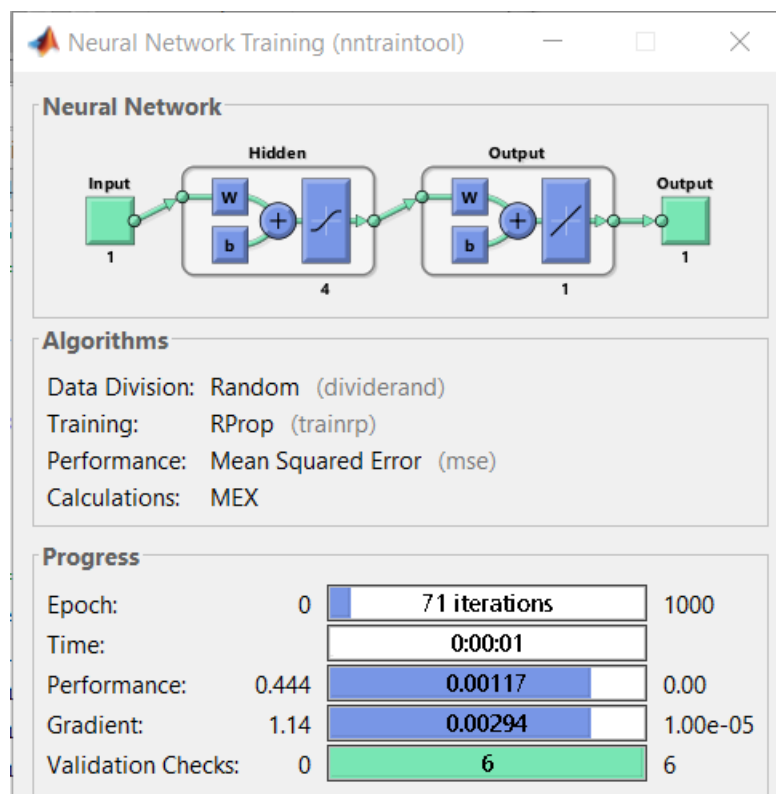 Neural Network Training (nntraintool)
Neural Network
Hidden Output
Input Output
W W
b b
1 4 1 1
Algorithms
Data Division: Random (dividerand)
Training: RProp (trainrp)
Performance: Mean Squared Error (mse)
Calculations: MEX
Progress
Epoch: 0 71 iterations 1000
Time: 0:00:01
Performance: 0.444 0.00117 0.00
Gradient: 1.14 0.00294 1.00e-05
Validation Checks: 0 6 6